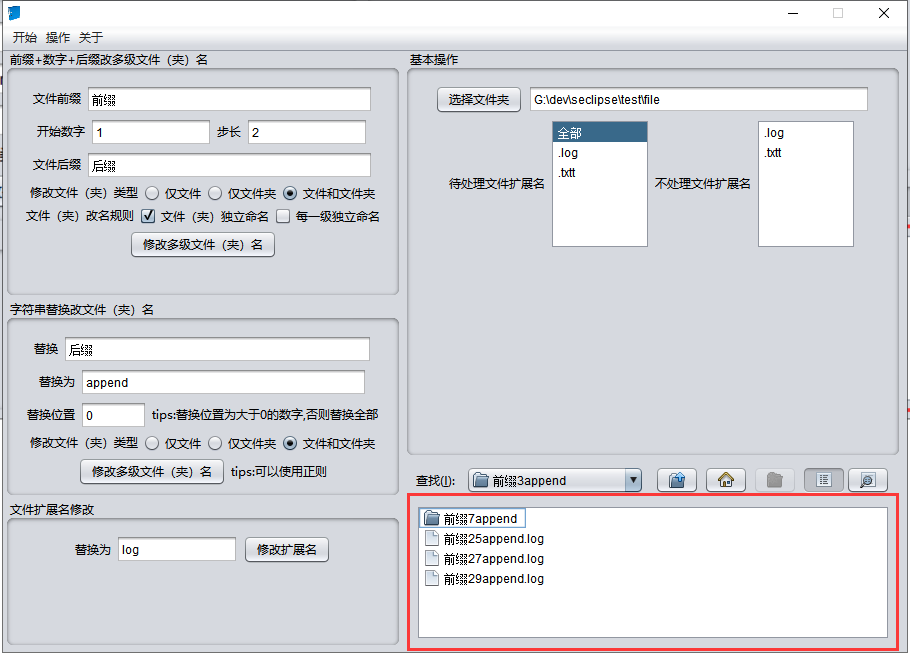 开始 操作 关于
前缀+数字+后缀改多级文件（夹）名
文件前缀 前缀
开始数字 1 步长 2
文件后缀 后缀
修改文件（夹）类型 仅文件 仅文件夹 文件和文件夹
文件（夹）改名规则 文件（夹）独立命名 每一级独立命名
修改多级文件（夹）名
字符串替换改文件（夹）名
替换 后缀
替换为 append
替换位置 0 tips:替换位置为大于0的数字,否则替换全部
修改文件（夹）类型 仅文件 仅文件夹 文件和文件夹
修改多级文件（夹）名 tips:可以使用正则
文件扩展名修改
替换为 log 修改扩展名
基本操作
选择文件夹 G:\dev\seclipse\test\file
待处理文件扩展名
全部
.log
.txtt
不处理文件扩展名
.log
.txtt
查找(I): 前缀3append
前缀7append
前缀25append.log
前缀27append.log
前缀29append.log